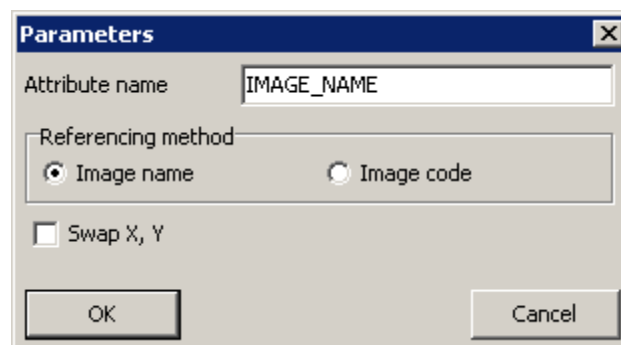 Parameters
Attribute name IMAGE_NAME
Referencing method
Image name Image code
Swap X, Y
OK Cancel